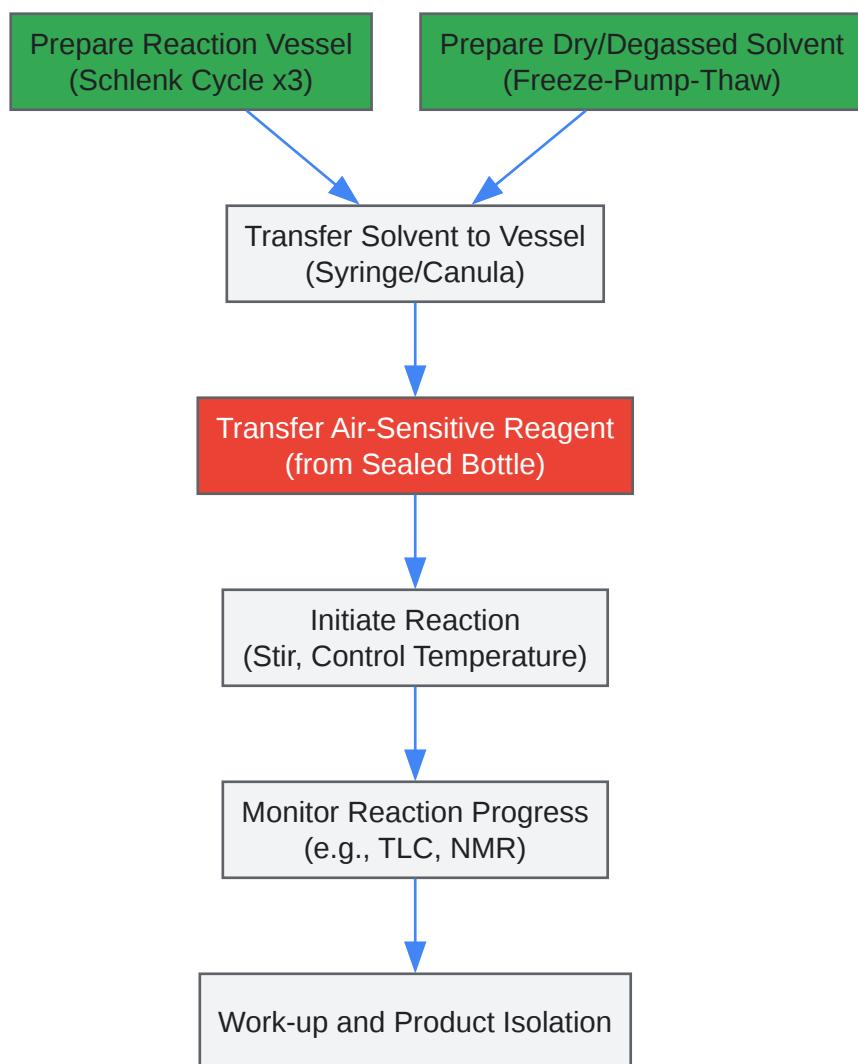 Prepare Reaction Vessel
(Schlenk Cycle x3)
Prepare Dry/Degassed Solvent
(Freeze-Pump-Thaw)
Transfer Solvent to Vessel
(Syringe/Canula)
Transfer Air-Sensitive Reagent
(from Sealed Bottle)
Initiate Reaction
(Stir, Control Temperature)
Monitor Reaction Progress
(e.g., TLC, NMR)
Work-up and Product Isolation